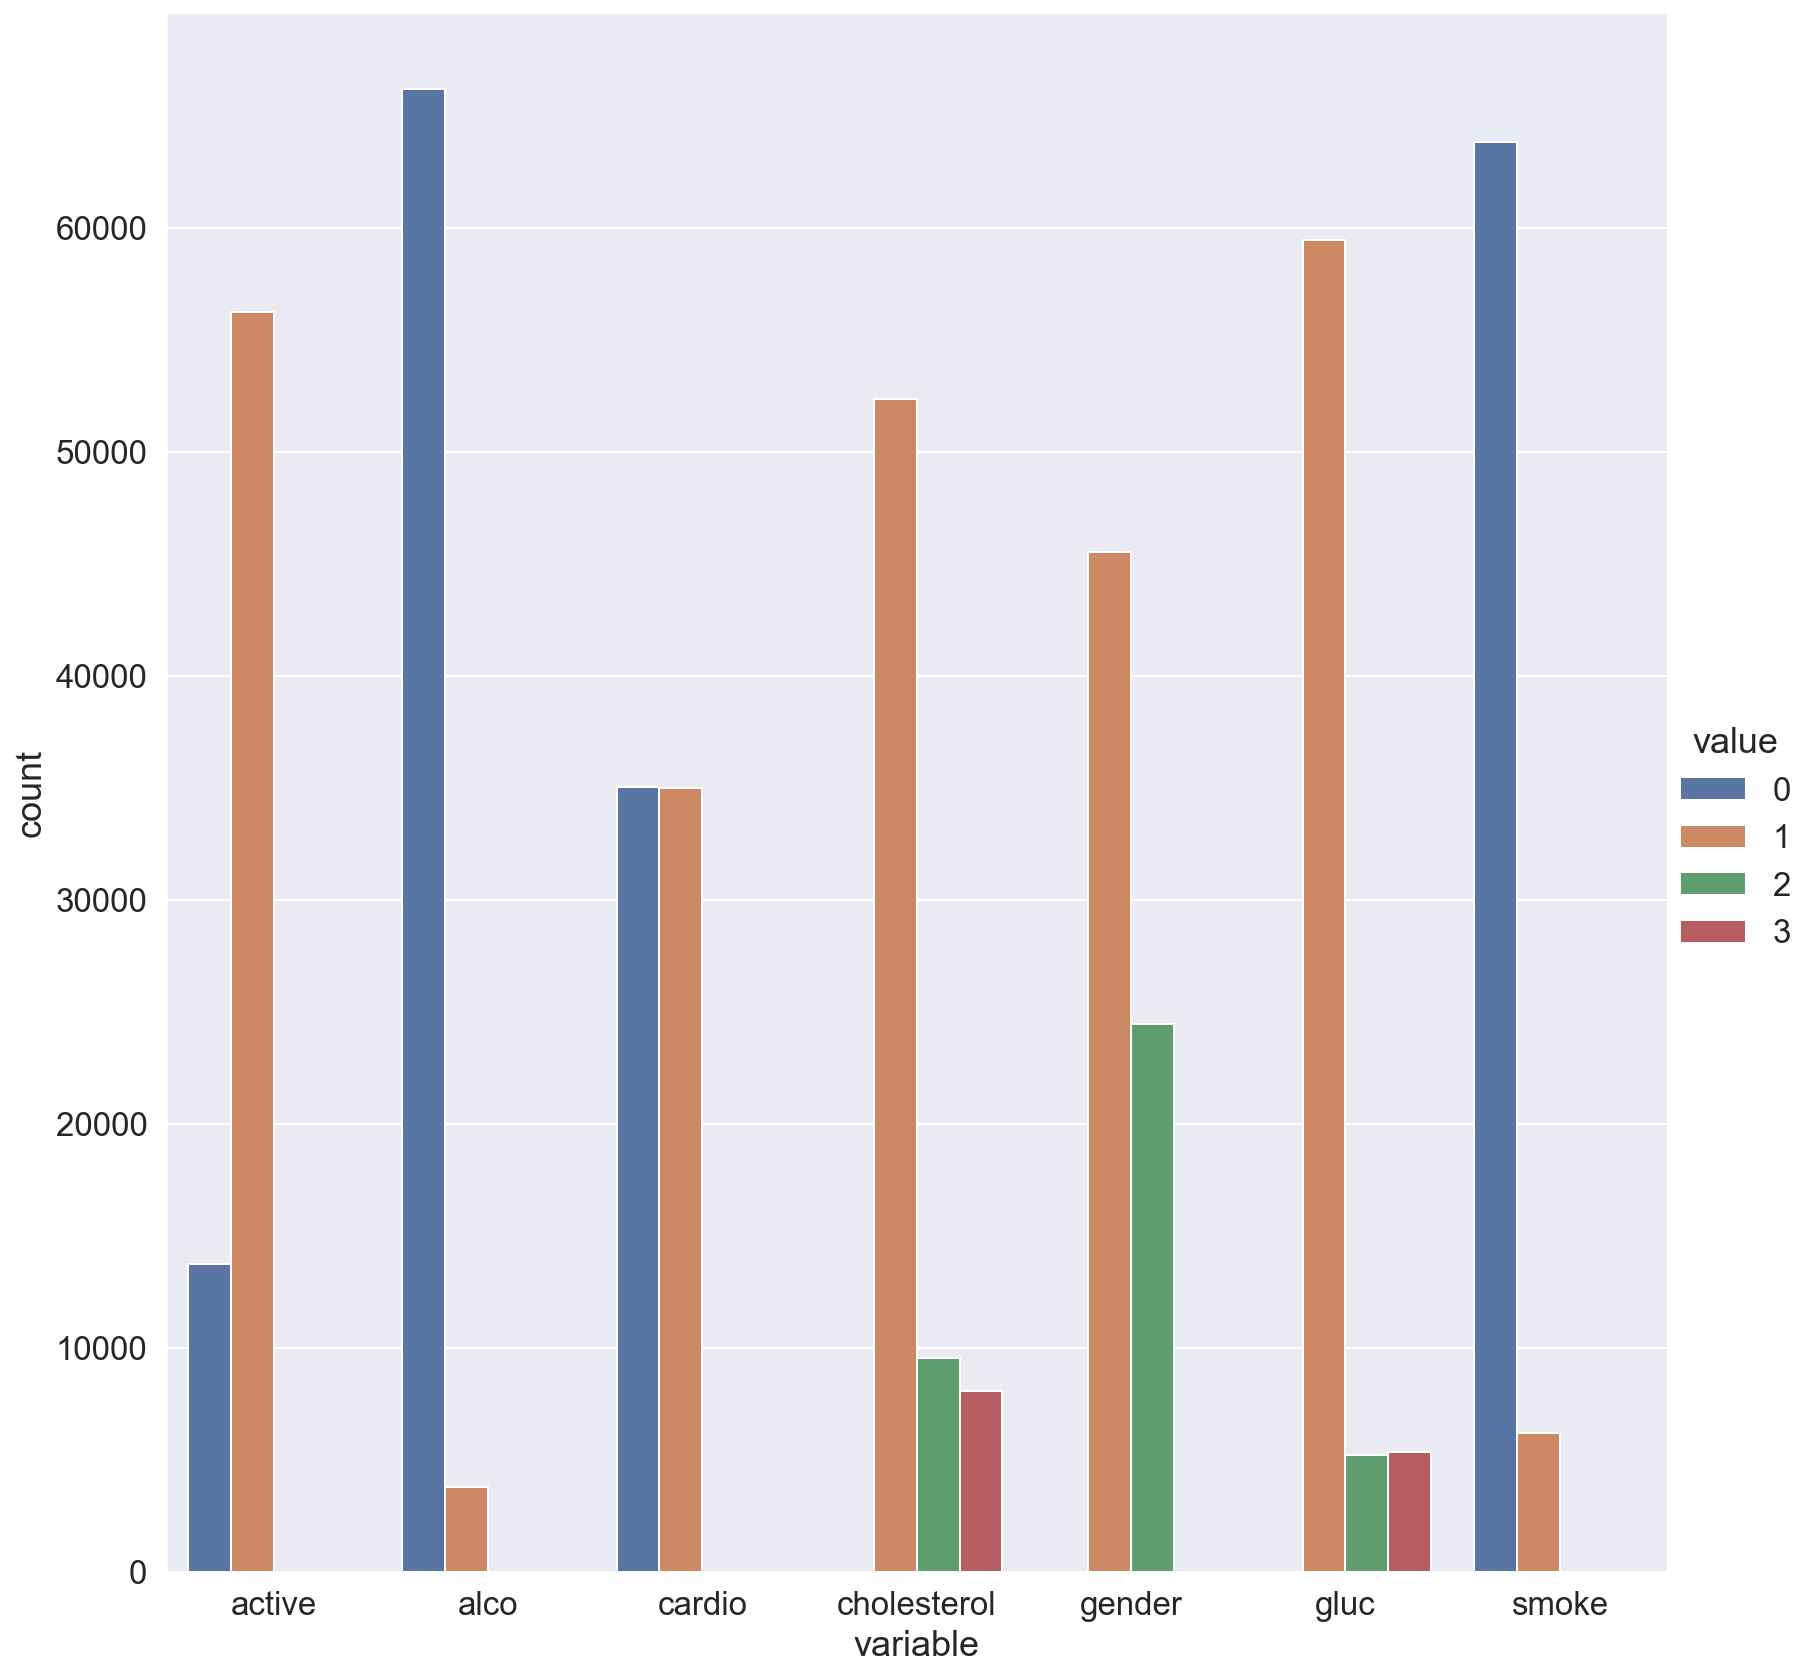 60000
50000
40000
30000
20000
10000
0
count
active alco cardio cholesterol gender gluc smoke
variable
value
0
1
2
3